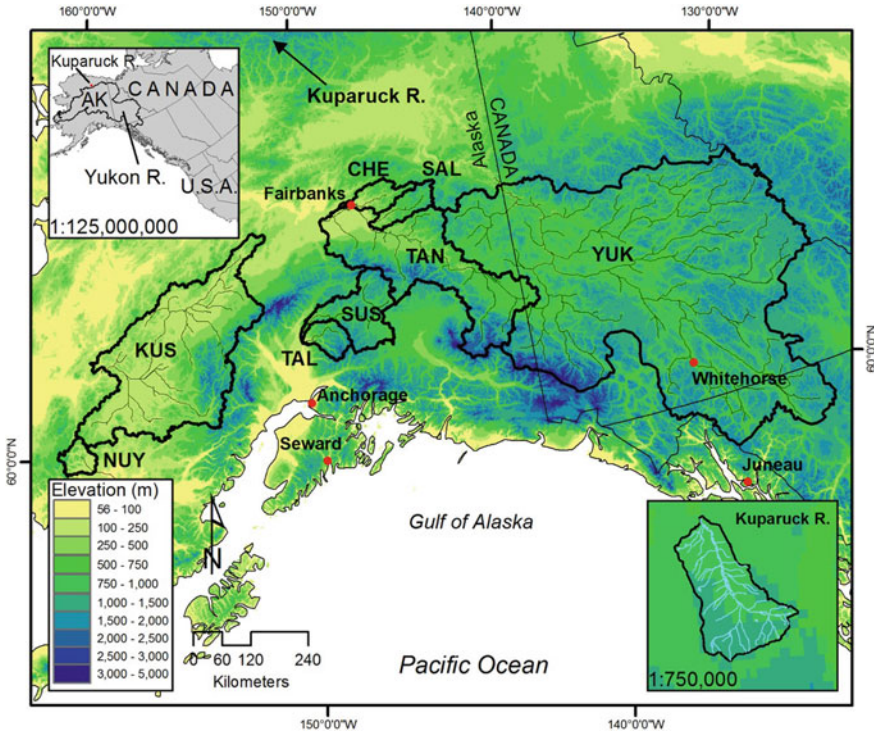 160°0'0"W
150°0'0"W
140°0'0"W
130°0'0"W
Kuparuck R.
CANADA
AK
Yukon R.
U.S.A.
1:125,000,000
Kuparuck R.
Alaska
CANADA
CHE
SAL
Fairbanks
TAN
YUK
KUS
SUS
TAL
Whitehorse
Anchorage
NUY
Seward
Juneau
60°0'0"N
60°0'0"N
Elevation (m)
56 - 100
100 - 250
250 - 500
500 - 750
750 - 1,000
1,000 - 1,500
1,500 - 2,000
2,000 - 2,500
2,500 - 3,000
3,000 - 5,000
N
Gulf of Alaska
Kuparuck R.
0 60 120 240
Kilometers
Pacific Ocean
1:750,000
150°0'0"W
140°0'0"W